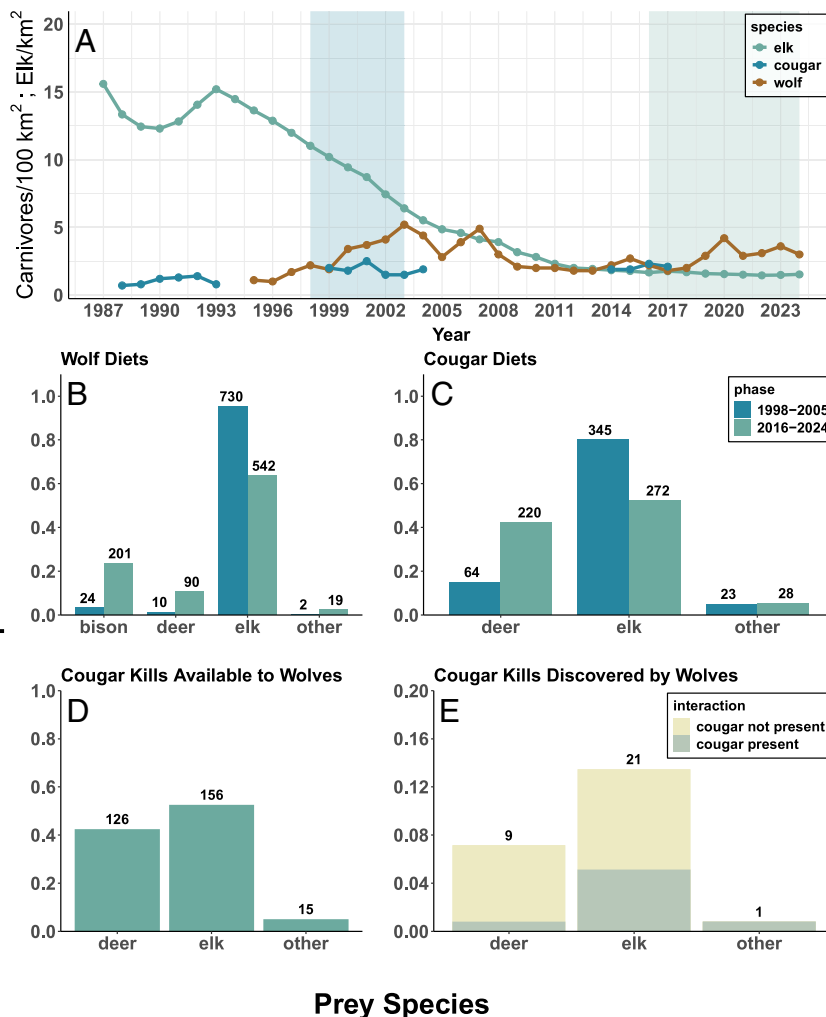 A
Carnivores/100 km² ; Elk/km²
20
15
10
5
0
1987 1990 1993 1996 1999 2002 2005 2008 2011 2014 2017 2020 2023
Year
species
elk
cougar
wolf
Wolf Diets
B
1.0
0.8
0.6
0.4
0.2
0.0
24
201
10
90
730
542
2
19
bison deer elk other
Cougar Diets
C
1.0
0.8
0.6
0.4
0.2
0.0
64
220
345
272
23
28
deer elk other
phase
1998–2005
2016–2024
Cougar Kills Available to Wolves
D
1.0
0.8
0.6
0.4
0.2
0.0
126
156
15
deer elk other
Cougar Kills Discovered by Wolves
E
0.20
0.16
0.12
0.08
0.04
0.00
9
21
1
deer elk other
interaction
cougar not present
cougar present
Prey Species